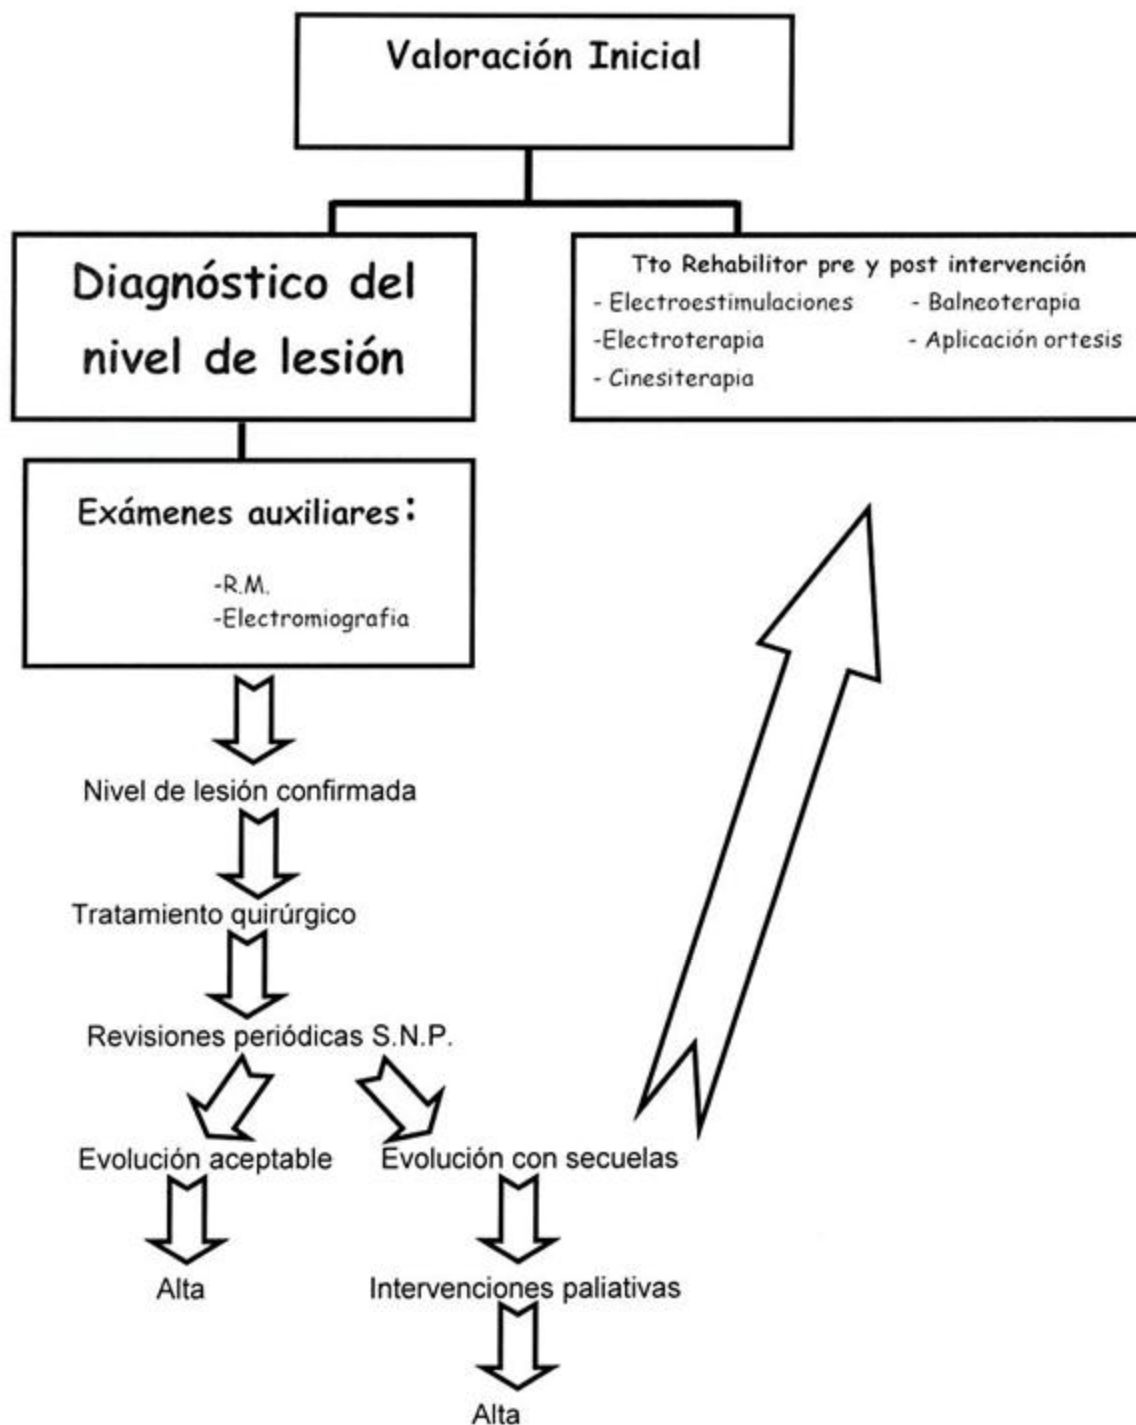 Valoración Inicial
Diagnóstico del
nivel de lesión
Tto Rehabilitor pre y post intervención
- Electroestimulaciones - Balneoterapia
-Electroterapia - Aplicación ortesis
- Cinesiterapia
Exámenes auxiliares:
-R.M.
-Electromiografia
Nivel de lesión confirmada
Tratamiento quirúrgico
Revisiones periódicas S.N.P.
Evolución aceptable Evolución con secuelas
Alta Intervenciones paliativas
Alta